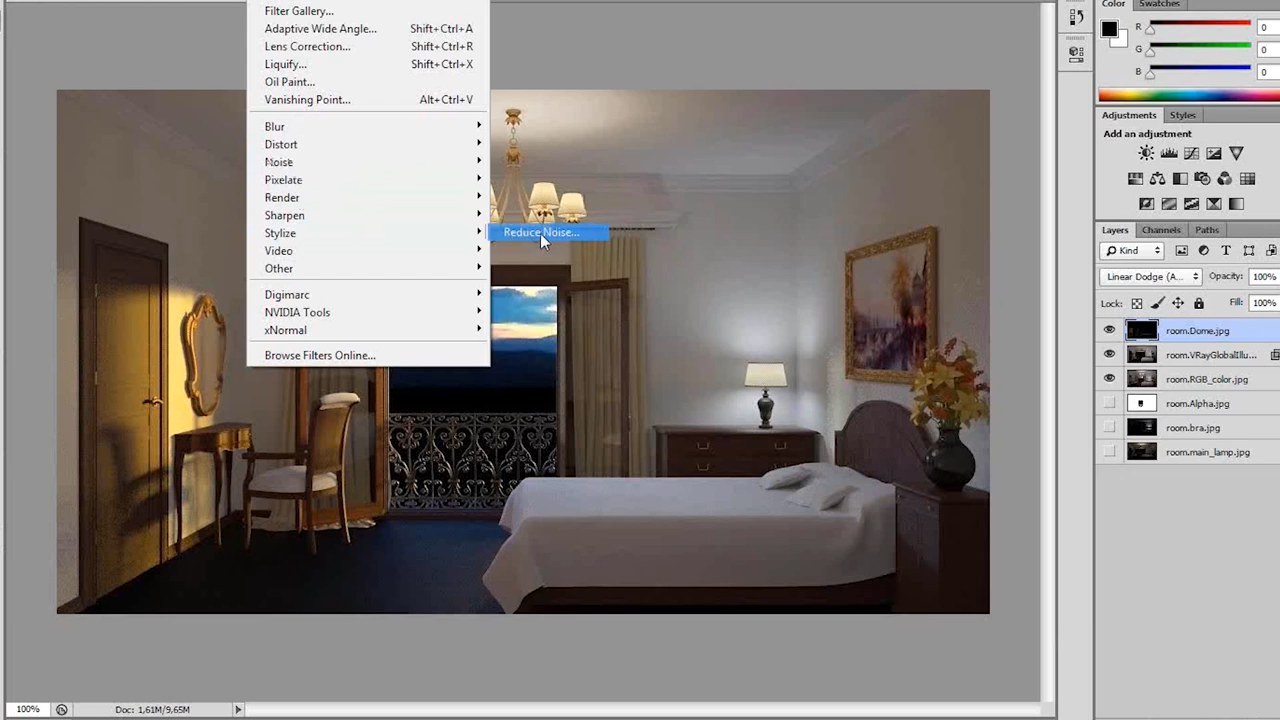 Filter Gallery...
Adaptive Wide Angle... Shift+Ctrl+A
Lens Correction... Shift+Ctrl+R
Liquify... Shift+Ctrl+X
Oil Paint...
Vanishing Point... Alt+Ctrl+V
Blur
Distort
Noise
Pixelate
Render
Sharpen
Stylize
Reduce Noise...
Video
Other
Digimarc
NVIDIA Tools
xNormal
Browse Filters Online...
Color Swatches
R 0
G 0
B 0
Adjustments Styles
Add an adjustment
Layers Channels Paths
Kind
Linear Dodge (A... Opacity: 100%
Lock: Fill: 100%
room.Dome.jpg
room.VRayGlobalIllu...
room.RGB_color.jpg
room.Alpha.jpg
room.bra.jpg
room.main_lamp.jpg
100% Doc: 1,61M/9,65M